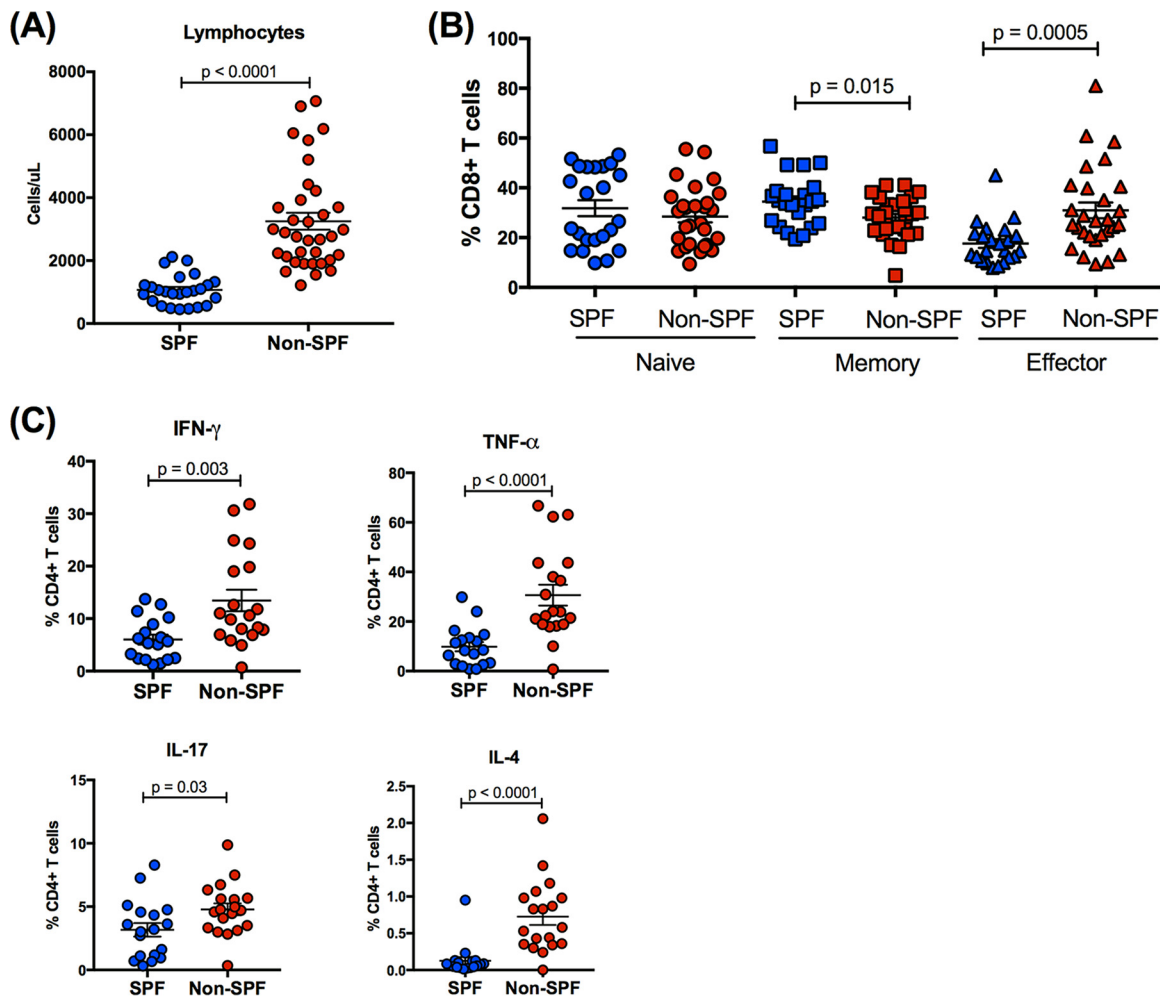 (A)
Lymphocytes
p < 0.0001
8000
6000
4000
2000
0
Cells/uL
SPF Non-SPF
(B)
p = 0.0005
p = 0.015
100
80
60
40
20
0
% CD8+ T cells
SPF Non-SPF SPF Non-SPF SPF Non-SPF
Naive Memory Effector
(C)
IFN-γ
p = 0.003
40
30
20
10
0
% CD4+ T cells
SPF Non-SPF
TNF-α
p < 0.0001
80
60
40
20
0
% CD4+ T cells
SPF Non-SPF
IL-17
p = 0.03
15
10
5
0
% CD4+ T cells
SPF Non-SPF
IL-4
p < 0.0001
2.5
2.0
1.5
1.0
0.5
0.0
% CD4+ T cells
SPF Non-SPF